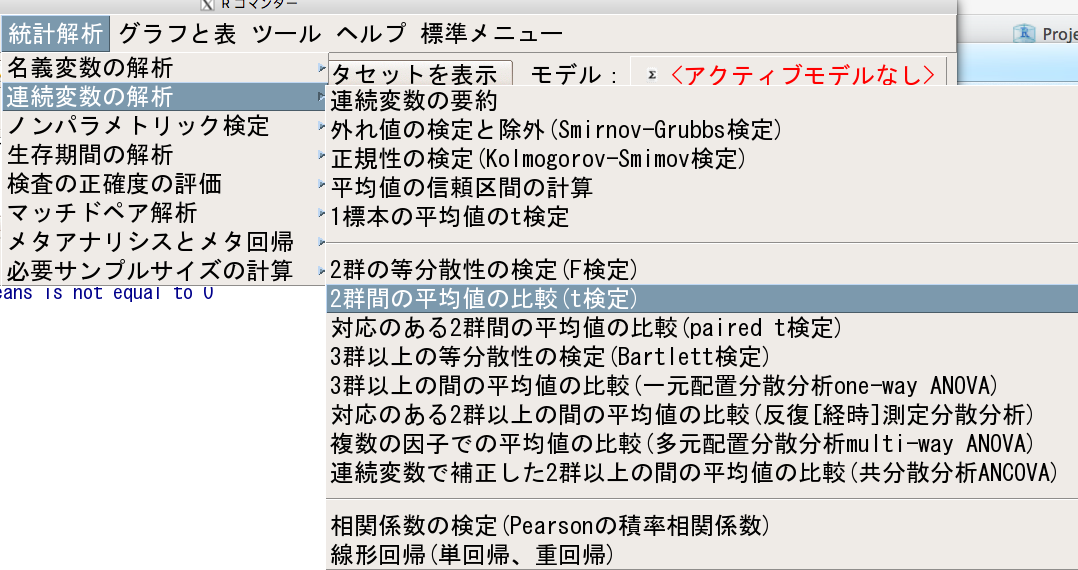 R コマンダー
統計解析 グラフと表 ツール ヘルプ 標準メニュー
Proje
名義変数の解析
タセットを表示 モデル： Σ <アクティブモデルなし>
連続変数の解析
ノンパラメトリック検定
生存期間の解析
検査の正確度の評価
マッチドペア解析
メタアナリシスとメタ回帰
必要サンプルサイズの計算
eans is not equal to 0
連続変数の要約
外れ値の検定と除外(Smirnov-Grubbs検定)
正規性の検定(Kolmogorov-Smirnov検定)
平均値の信頼区間の計算
1標本の平均値のt検定
2群の等分散性の検定(F検定)
2群間の平均値の比較(t検定)
対応のある2群間の平均値の比較(paired t検定)
3群以上の等分散性の検定(Bartlett検定)
3群以上の間の平均値の比較(一元配置分散分析one-way ANOVA)
対応のある2群以上の間の平均値の比較(反復[経時]測定分散分析)
複数の因子での平均値の比較(多元配置分散分析multi-way ANOVA)
連続変数で補正した2群以上の間の平均値の比較(共分散分析ANCOVA)
相関係数の検定(Pearsonの積率相関係数)
線形回帰(単回帰、重回帰)